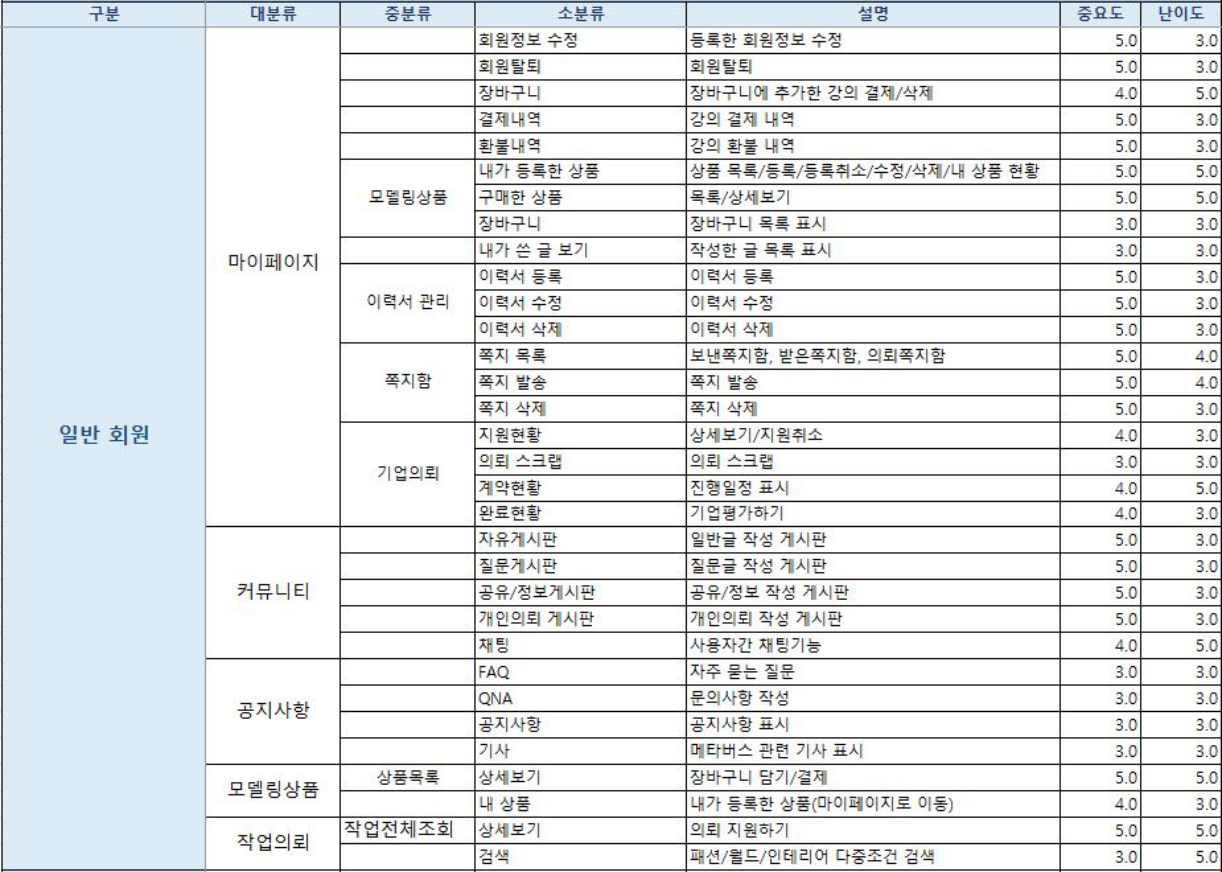 구분 대분류 중분류 소분류 설명 중요도 난이도
회원정보 수정 등록한 회원정보 수정 5.0 3.0
회원탈퇴 회원탈퇴 5.0 3.0
장바구니 장바구니에 추가한 강의 결제/삭제 4.0 5.0
결제내역 강의 결제 내역 5.0 3.0
환불내역 강의 환불 내역 5.0 3.0
내가 등록한 상품 상품 목록/등록/등록취소/수정/삭제/내 상품 현황 5.0 5.0
모델링상품 구매한 상품 목록/상세보기 5.0 5.0
장바구니 장바구니 목록 표시 3.0 3.0
마이페이지 내가 쓴 글 보기 작성한 글 목록 표시 3.0 3.0
이력서 등록 이력서 등록 5.0 3.0
이력서 관리 이력서 수정 이력서 수정 5.0 3.0
이력서 삭제 이력서 삭제 5.0 3.0
쪽지 목록 보낸쪽지함, 받은쪽지함, 의뢰쪽지함 5.0 4.0
쪽지함 쪽지 발송 쪽지 발송 5.0 4.0
쪽지 삭제 쪽지 삭제 5.0 3.0
일반 회원 지원현황 상세보기/지원취소 4.0 3.0
기업의뢰 의뢰 스크랩 의뢰 스크랩 3.0 3.0
계약현황 진행일정 표시 4.0 5.0
완료현황 기업평가하기 4.0 3.0
자유게시판 일반글 작성 게시판 5.0 3.0
질문게시판 질문글 작성 게시판 5.0 3.0
커뮤니티 공유/정보게시판 공유/정보 작성 게시판 5.0 3.0
개인의뢰 게시판 개인의뢰 작성 게시판 5.0 3.0
채팅 사용자간 채팅기능 4.0 5.0
FAQ 자주 묻는 질문 3.0 3.0
공지사항 QNA 문의사항 작성 3.0 3.0
공지사항 공지사항 표시 3.0 3.0
기사 메타버스 관련 기사 표시 3.0 3.0
모델링상품 상품목록 상세보기 장바구니 담기/결제 5.0 5.0
내 상품 내가 등록한 상품(마이페이지로 이동) 4.0 3.0
작업의뢰 작업전체조회 상세보기 의뢰 지원하기 5.0 5.0
검색 패션/월드/인테리어 다중조건 검색 3.0 5.0